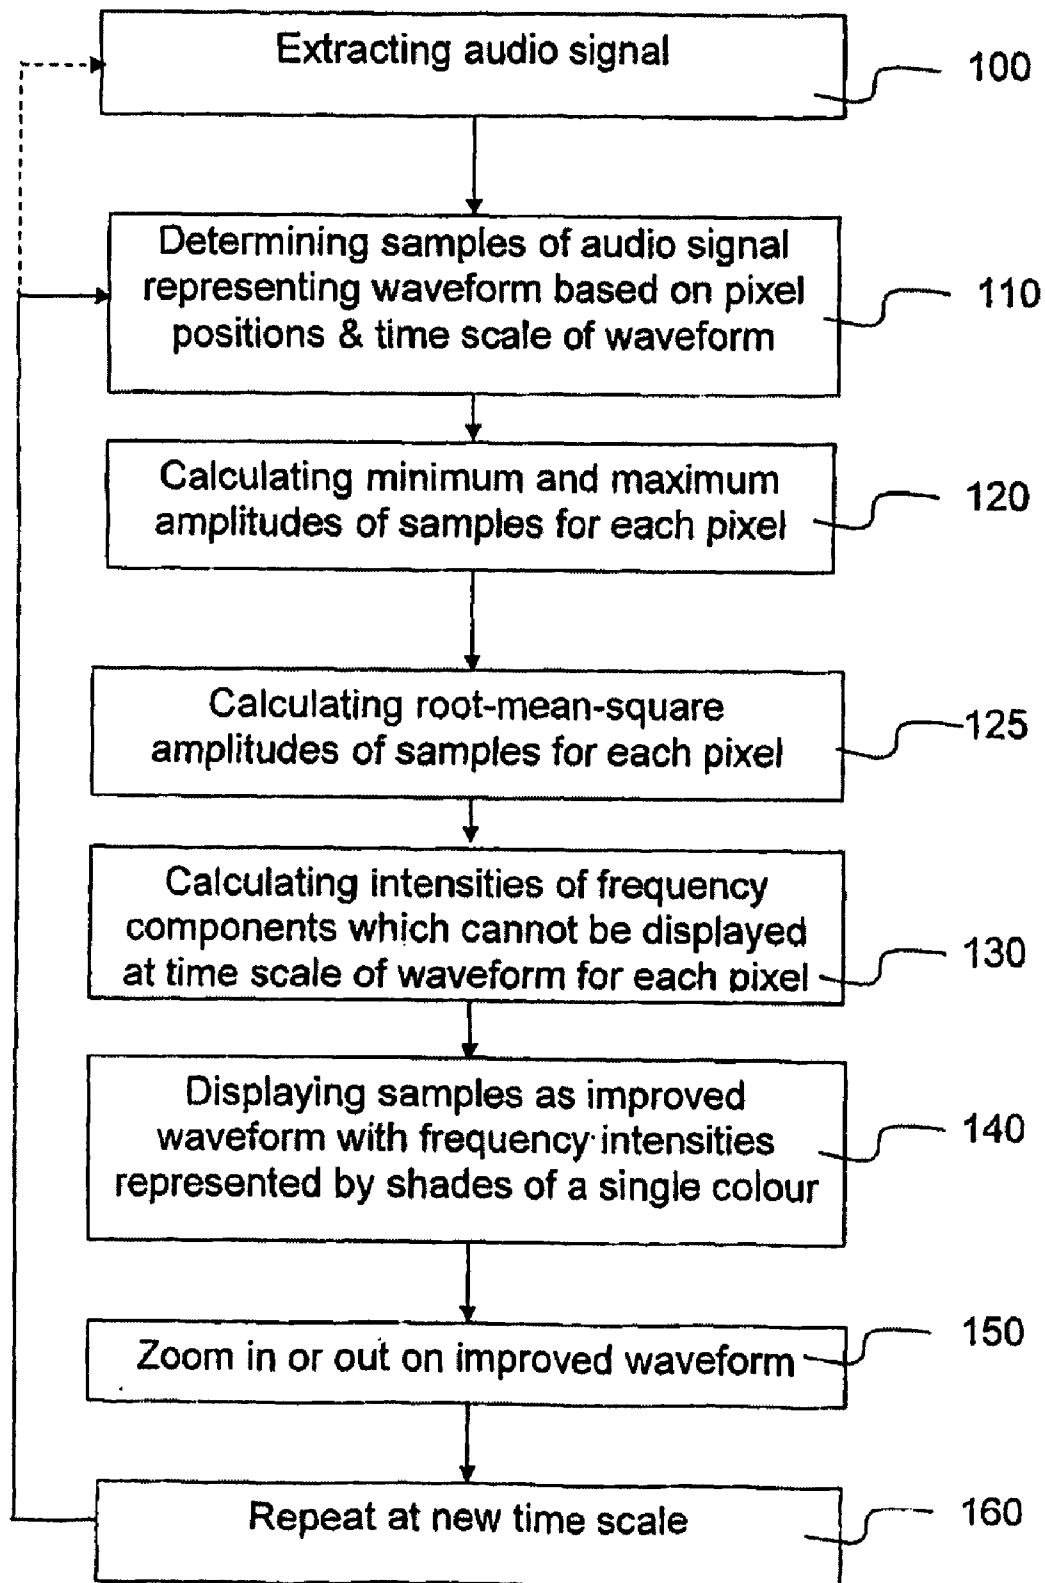 Extracting audio signal
100
Determining samples of audio signal
representing waveform based on pixel
positions & time scale of waveform
110
Calculating minimum and maximum
amplitudes of samples for each pixel
120
Calculating root-mean-square
amplitudes of samples for each pixel
125
Calculating intensities of frequency
components which cannot be displayed
at time scale of waveform for each pixel
130
Displaying samples as improved
waveform with frequency intensities
represented by shades of a single colour
140
Zoom in or out on improved waveform
150
Repeat at new time scale
160